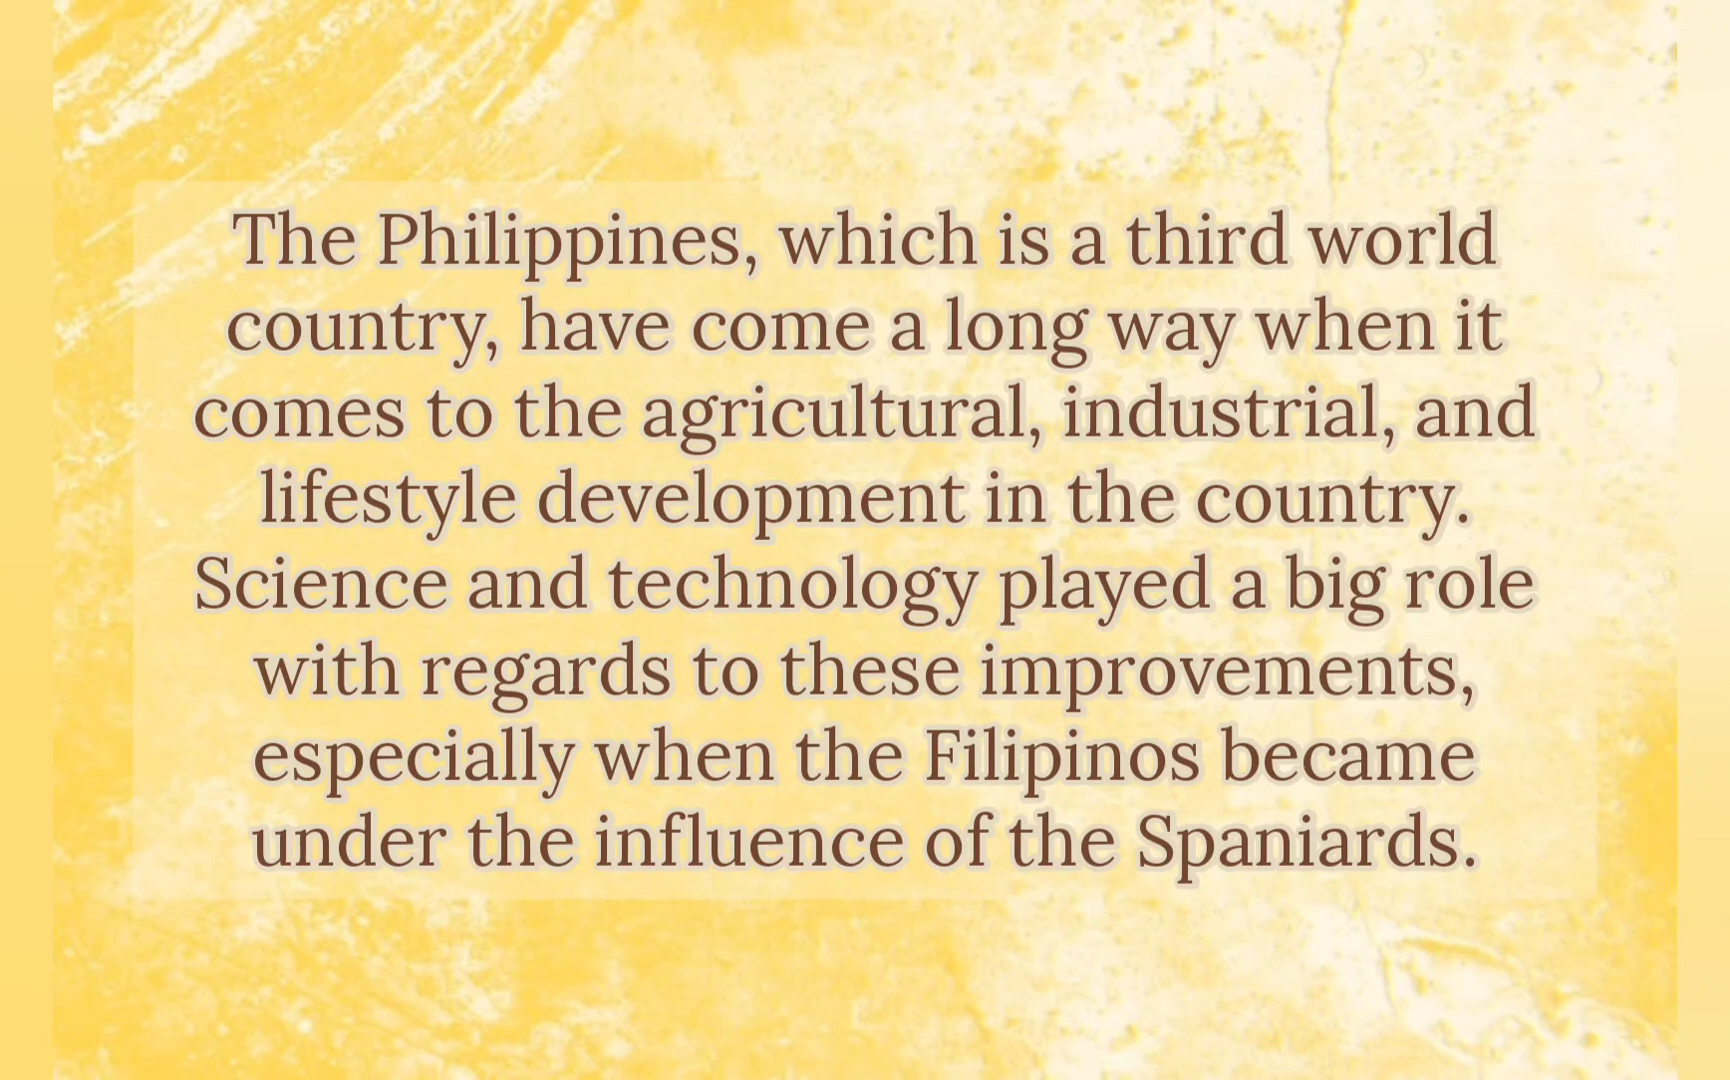 The Philippines, which is a third world
country, have come a long way when it
comes to the agricultural, industrial, and
lifestyle development in the country.
Science and technology played a big role
with regards to these improvements,
especially when the Filipinos became
under the influence of the Spaniards.